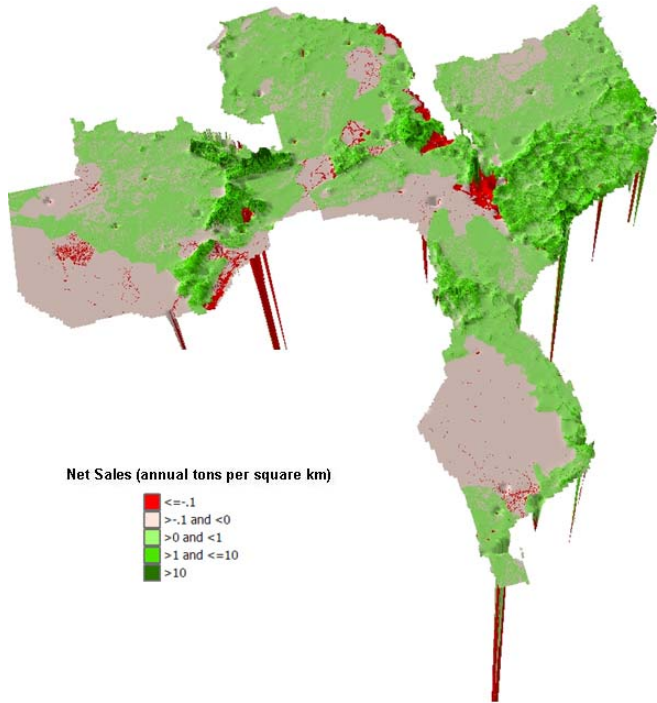 Net Sales (annual tons per square km)
<=-.1
>-.1 and <0
>0 and <1
>1 and <=10
>10